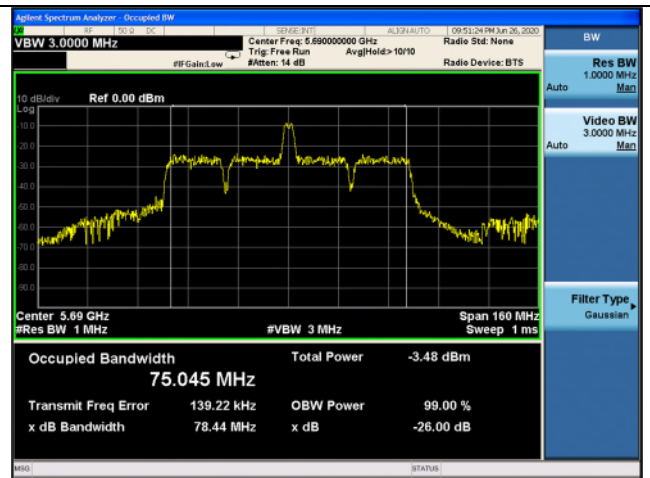 Agilent Spectrum Analyzer - Occupied BW
RF 50 Ω DC SENSE:INT ALIGN AUTO 09:51:24 PM Jun 26, 2020
VBW 3.0000 MHz Center Freq: 5.690000000 GHz Radio Std: None
Trig: Free Run Avg|Hold:>10/10
#IFGain:Low #Atten: 14 dB Radio Device: BTS
10 dB/div Ref 0.00 dBm
Log
-10.0
-20.0
-30.0
-40.0
-50.0
-60.0
-70.0
-80.0
-90.0
Center 5.69 GHz Span 160 MHz
#Res BW 1 MHz #VBW 3 MHz Sweep 1 ms
Occupied Bandwidth Total Power -3.48 dBm
75.045 MHz
Transmit Freq Error 139.22 kHz OBW Power 99.00 %
x dB Bandwidth 78.44 MHz x dB -26.00 dB
MSG STATUS
BW
Res BW
1.0000 MHz
Auto Man
Video BW
3.0000 MHz
Auto Man
Filter Type
Gaussian